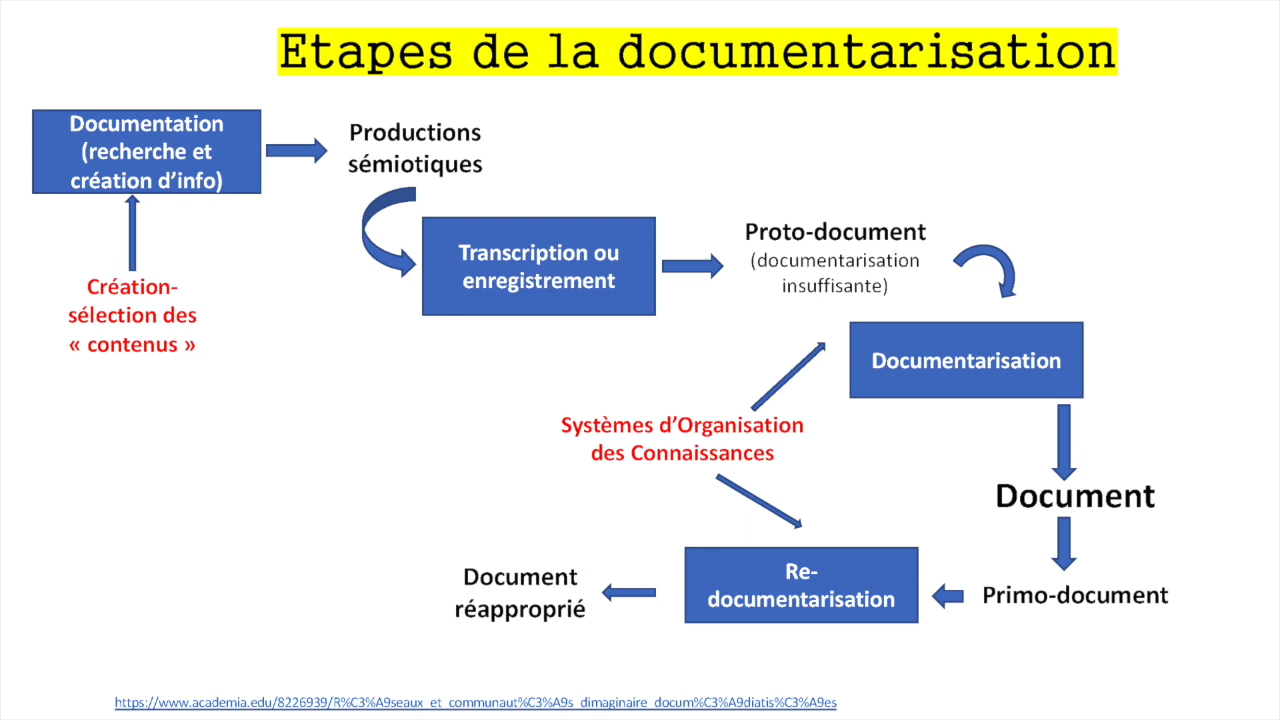 Etapes de la documentarisation
Documentation
(recherche et
création d’info)
Productions
sémiotiques
Création-
sélection des
« contenus »
Transcription ou
enregistrement
Proto-document
(documentarisation
insuffisante)
Documentarisation
Systèmes d’Organisation
des Connaissances
Document
Primo-document
Re-
documentarisation
Document
réapproprié
https://www.academia.edu/8226939/R%C3%A9seaux_et_communaut%C3%A9s_dimaginaire_docum%C3%A9diatis%C3%A9es